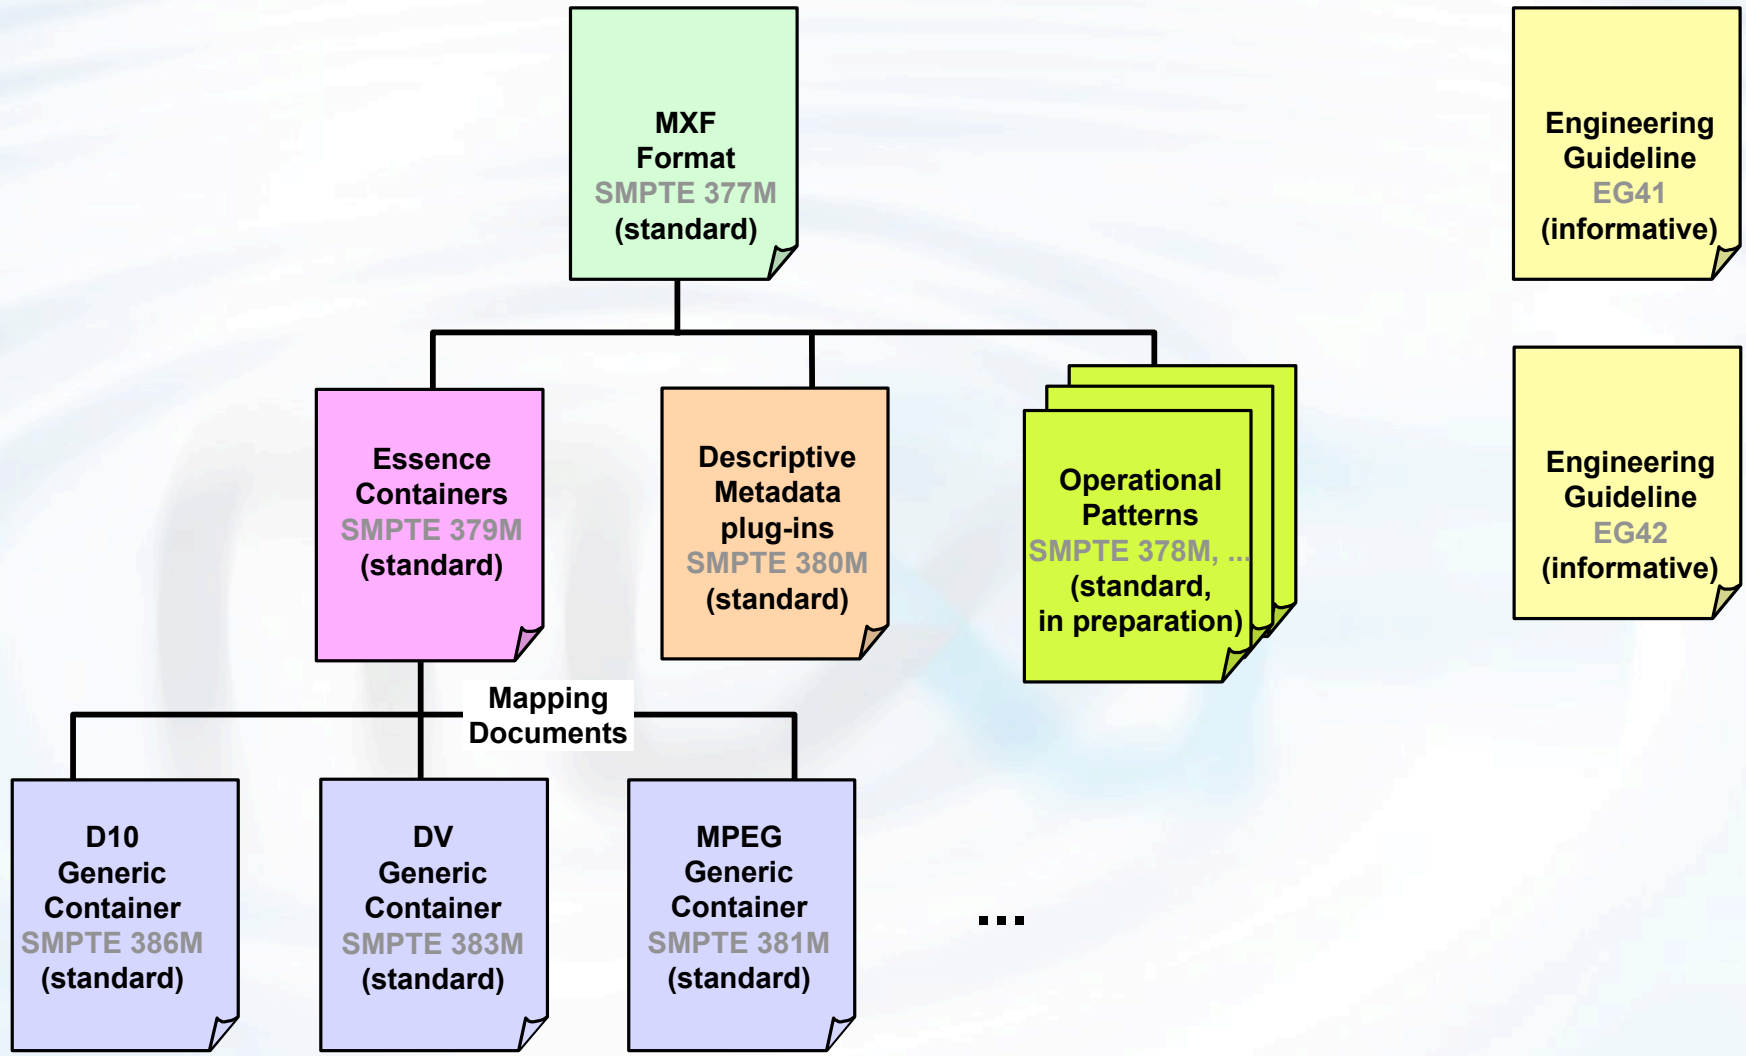 MXF
Format
SMPTE 377M
(standard)
Engineering
Guideline
EG41
(informative)
Essence
Containers
SMPTE 379M
(standard)
Descriptive
Metadata
plug-ins
SMPTE 380M
(standard)
Operational
Patterns
SMPTE 378M, ...
(standard,
in preparation)
Engineering
Guideline
EG42
(informative)
Mapping
Documents
D10
Generic
Container
SMPTE 386M
(standard)
DV
Generic
Container
SMPTE 383M
(standard)
MPEG
Generic
Container
SMPTE 381M
(standard)
...